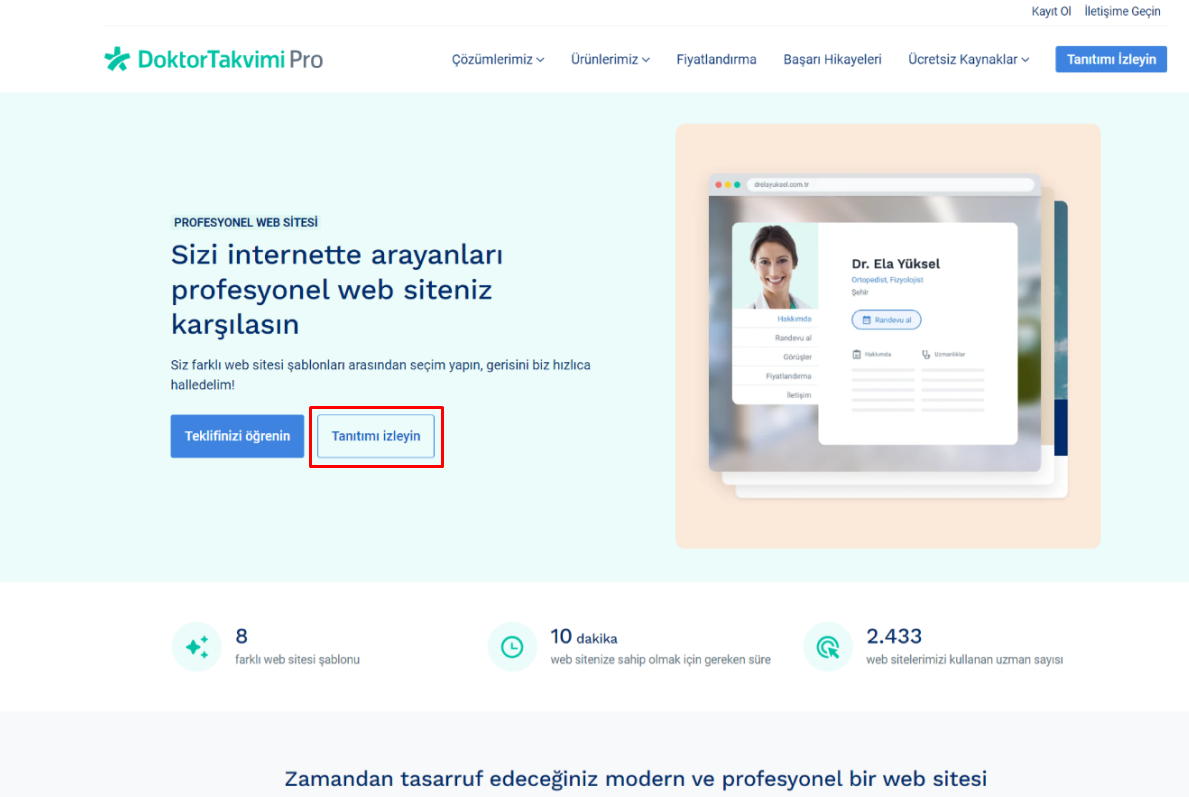 Kayıt Ol İletişime Geçin
DoktorTakvimi Pro
Çözümlerimiz Ürünlerimiz Fiyatlandırma Başarı Hikayeleri Ücretsiz Kaynaklar Tanıtımı İzleyin
PROFESYONEL WEB SİTESİ
Sizi internette arayanları
profesyonel web siteniz
karşılasın
Siz farklı web sitesi şablonları arasından seçim yapın, gerisini biz hızlıca
halledelim!
Teklifinizi öğrenin Tanıtımı izleyin
drelayuksel.com.tr
Dr. Ela Yüksel
Ortopedist, Fizyolojist
Şehir
Randevu al
Hakkımda
Randevu al
Görüşler
Fiyatlandırma
İletişim
Hakkımda Uzmanlıklar
8
farklı web sitesi şablonu
10 dakika
web sitenize sahip olmak için gereken süre
2.433
web sitelerimizi kullanan uzman sayısı
Zamandan tasarruf edeceğiniz modern ve profesyonel bir web sitesi